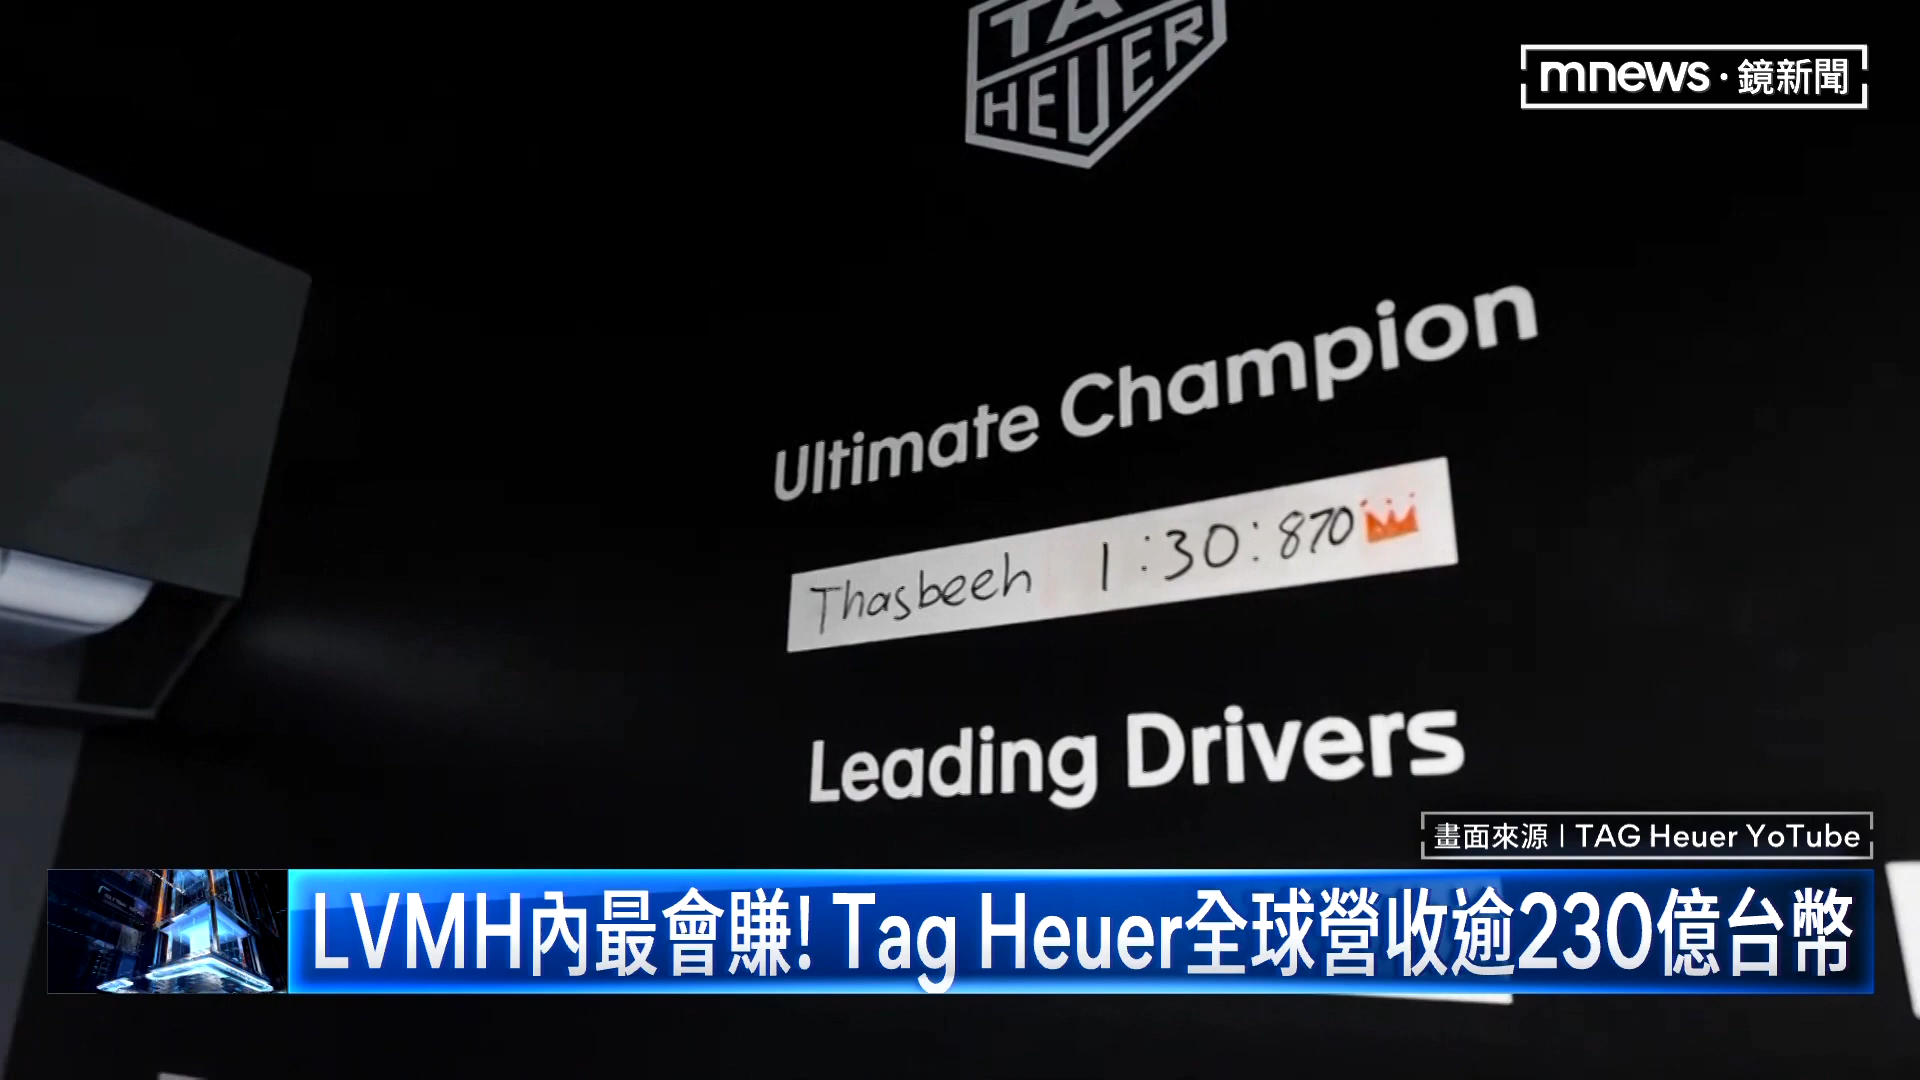 TAG
HEUER
mnews·鏡新聞
Ultimate Champion
Thasbeeh 1:30:870
Leading Drivers
畫面來源 | TAG Heuer YoTube
LVMH內最會賺! Tag Heuer全球營收逾230億台幣